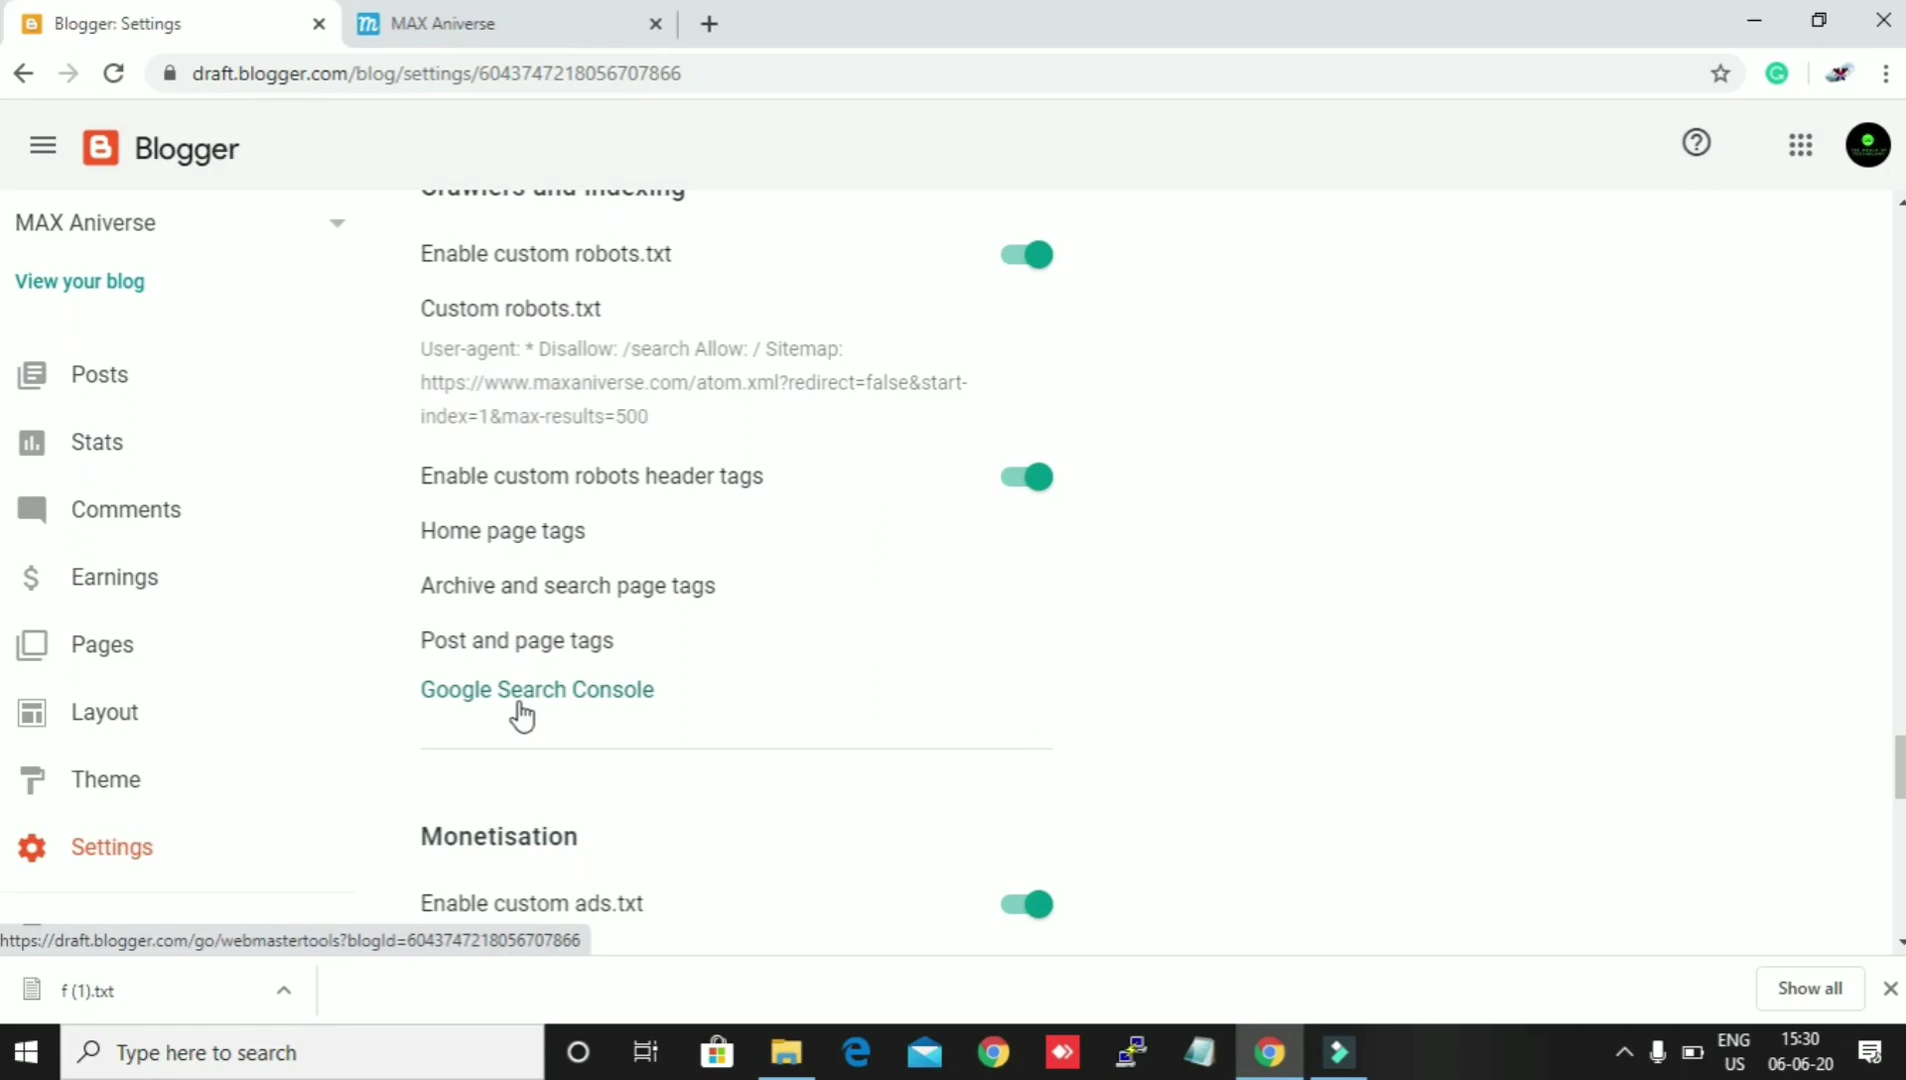 Blogger: Settings
MAX Aniverse
draft.blogger.com/blog/settings/6043747218056707866
Blogger
MAX Aniverse
View your blog
Posts
Stats
Comments
Earnings
Pages
Layout
Theme
Settings
Crawlers and indexing
Enable custom robots.txt
Custom robots.txt
User-agent: * Disallow: /search Allow: / Sitemap:
https://www.maxaniverse.com/atom.xml?redirect=false&start-
index=1&max-results=500
Enable custom robots header tags
Home page tags
Archive and search page tags
Post and page tags
Google Search Console
Monetisation
Enable custom ads.txt
https://draft.blogger.com/go/webmastertools?blogId=6043747218056707866
f (1).txt
Show all
Type here to search
ENG
US
15:30
06-06-20